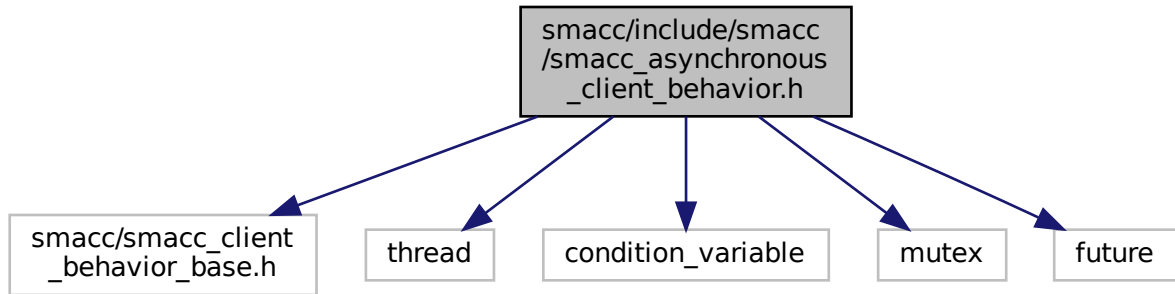 smacc/include/smacc
/smacc_asynchronous
_client_behavior.h
smacc/smacc_client
_behavior_base.h
thread
condition_variable
mutex
future